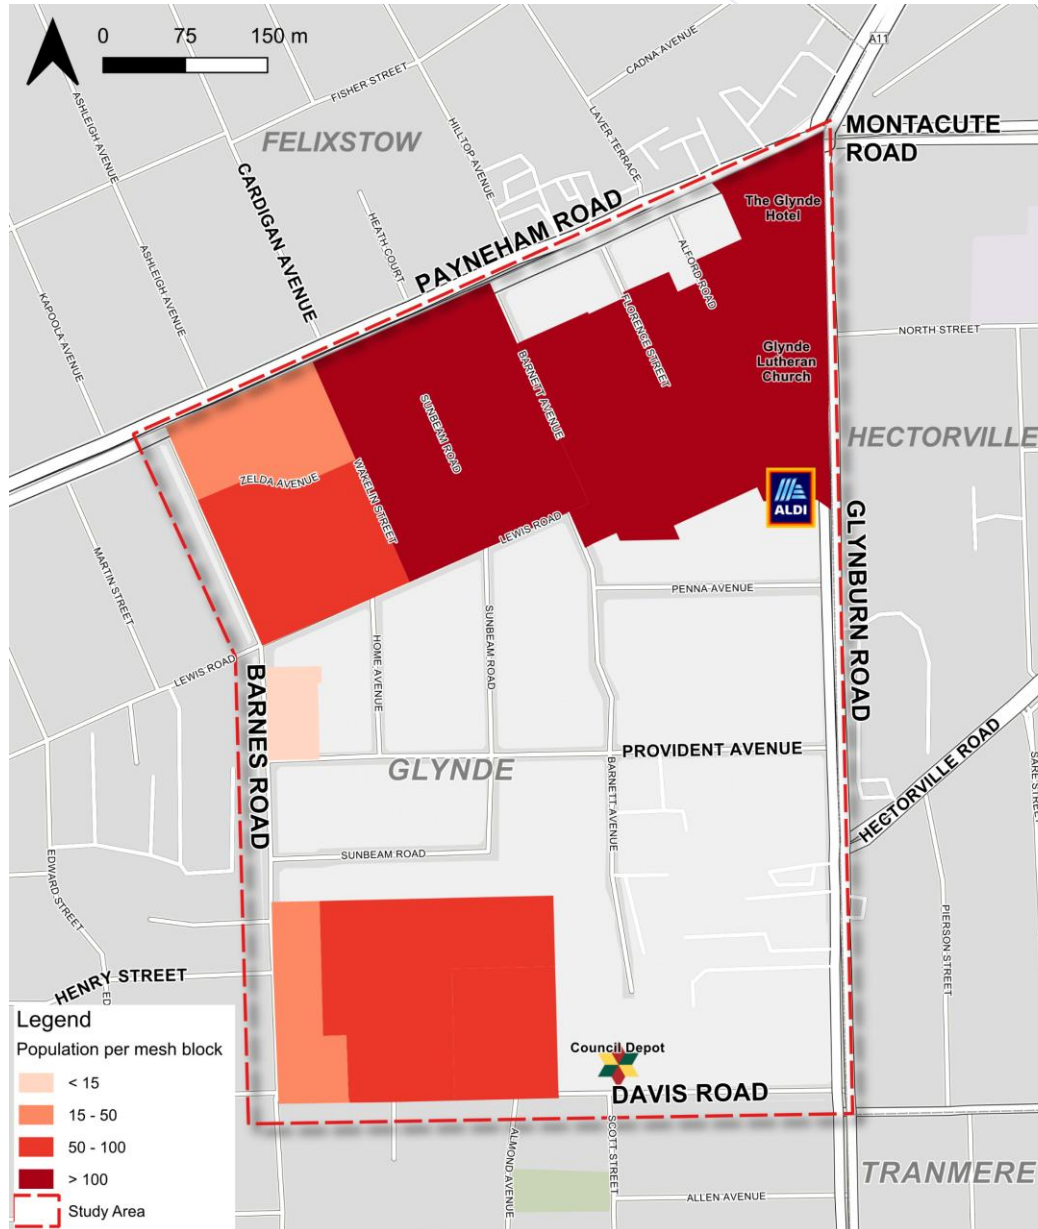 0 75 150 m
A11
CADNA AVENUE
FISHER STREET
ASHLEIGH AVENUE
FELIXSTOW
HILLTOP AVENUE
LAVER TERRACE
MONTACUTE
ROAD
CARDIGAN AVENUE
HEATH COURT
PAYNEHAM ROAD
The Glynde
Hotel
ASHLEIGH AVENUE
KAPOOLA AVENUE
ALFORD ROAD
FLORENCE STREET
NORTH STREET
Glynde
Lutheran
Church
BARNETT AVENUE
SUNBEAM ROAD
HECTORVILLE
ZELDA AVENUE
WAKELIN STREET
ALDI
LEWIS ROAD
GLYNBURN ROAD
MARTIN STREET
PENNA AVENUE
HOME AVENUE
SUNBEAM ROAD
LEWIS ROAD
BARNES ROAD
PROVIDENT AVENUE
GLYNDE
HECTORVILLE ROAD
SARE STREET
BARNETT AVENUE
SUNBEAM ROAD
EDWARD STREET
PIERSON STREET
HENRY STREET
ED
Legend
Population per mesh block
< 15
15 - 50
50 - 100
> 100
Study Area
Council Depot
DAVIS ROAD
ALMOND AVENUE
SCOTT STREET
TRANMERE
ALLEN AVENUE